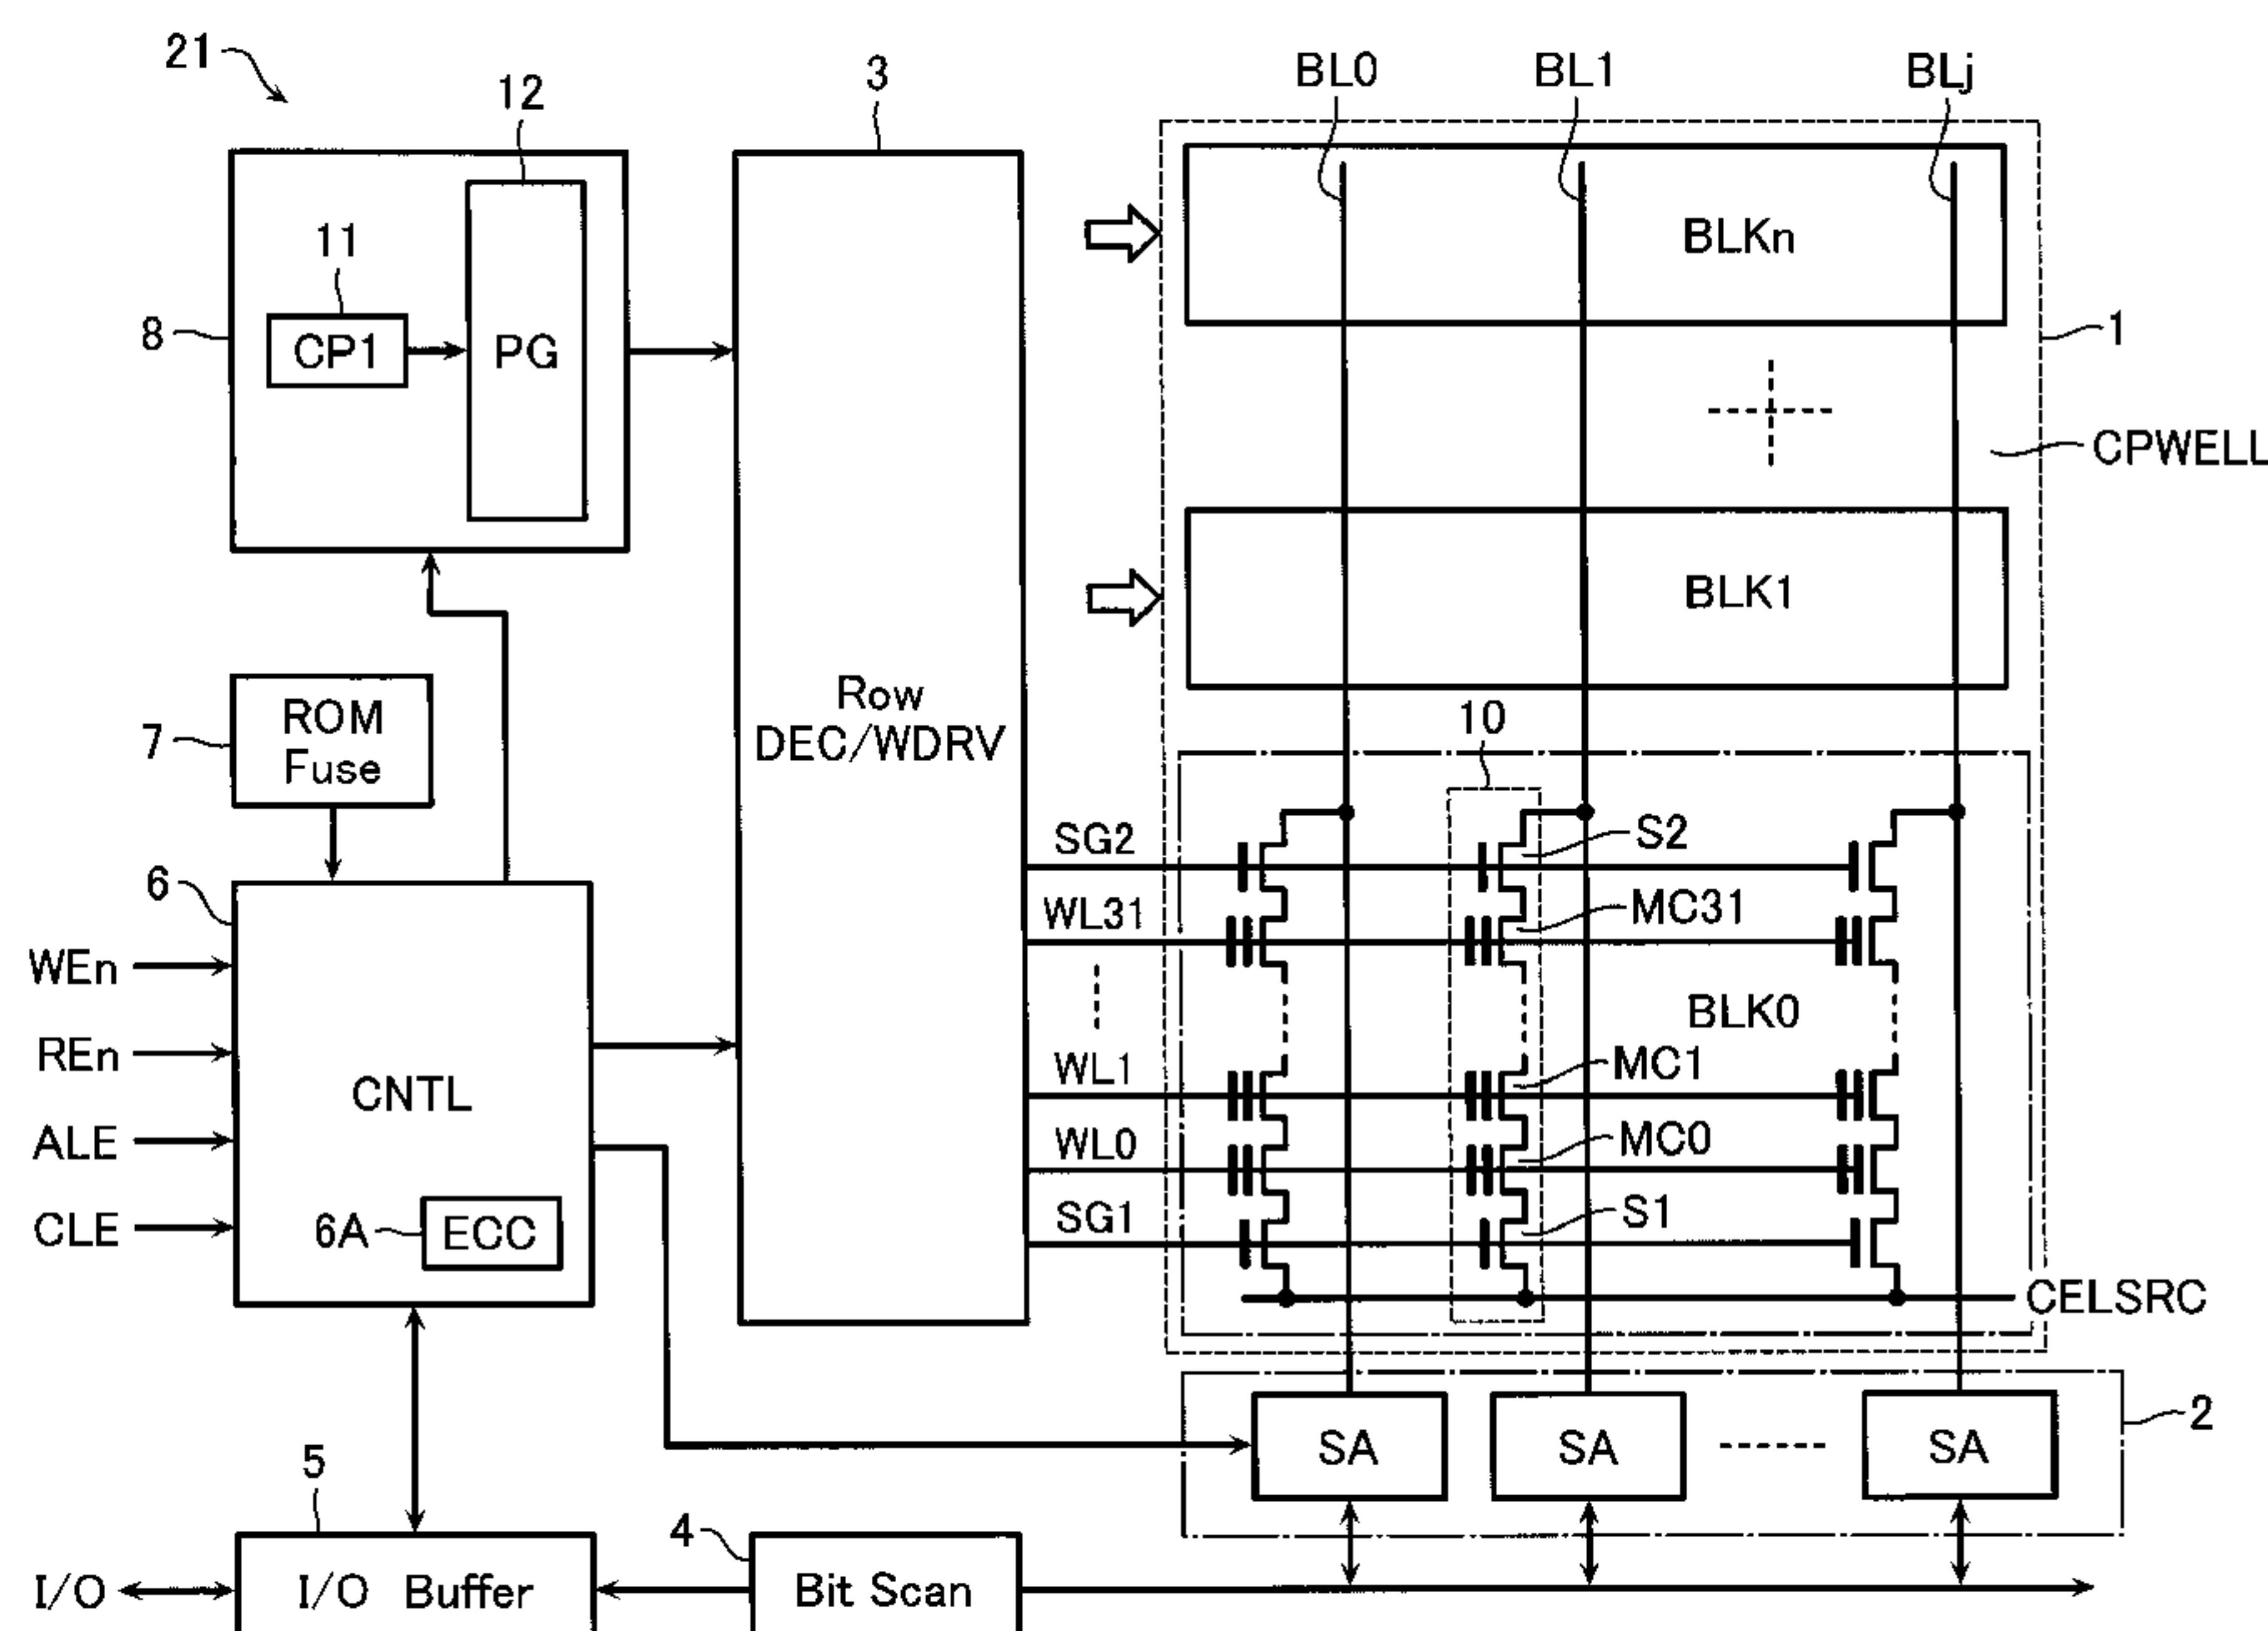 21
12
3
BL0
BL1
BLj
BLKn
11
8
CP1
PG
1
CPWELL
BLK1
Row
DEC/WDRV
ROM
Fuse
7
10
SG2
S2
6
WL31
MC31
WEn
BLK0
REn
WL1
MC1
CNTL
ALE
WL0
MC0
CLE
6A
ECC
SG1
S1
CELSRC
2
SA
SA
SA
5
4
I/O
I/O Buffer
Bit Scan